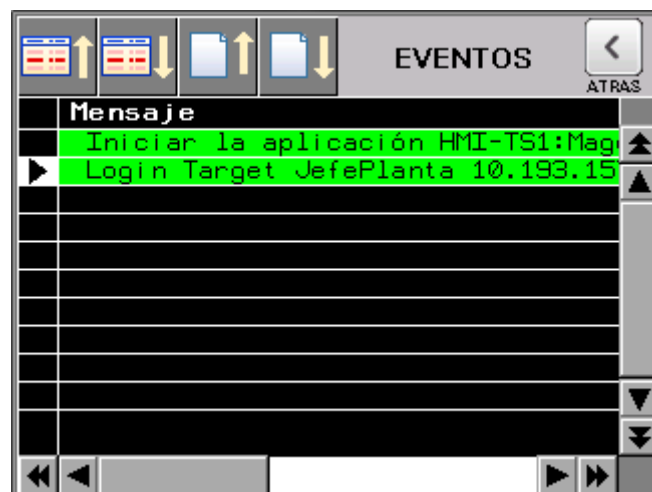 EVENTOS
ATRAS
Mensaje
Iniciar la aplicación HMI-TS1:Mag
Login Target JefePlanta 10.193.15